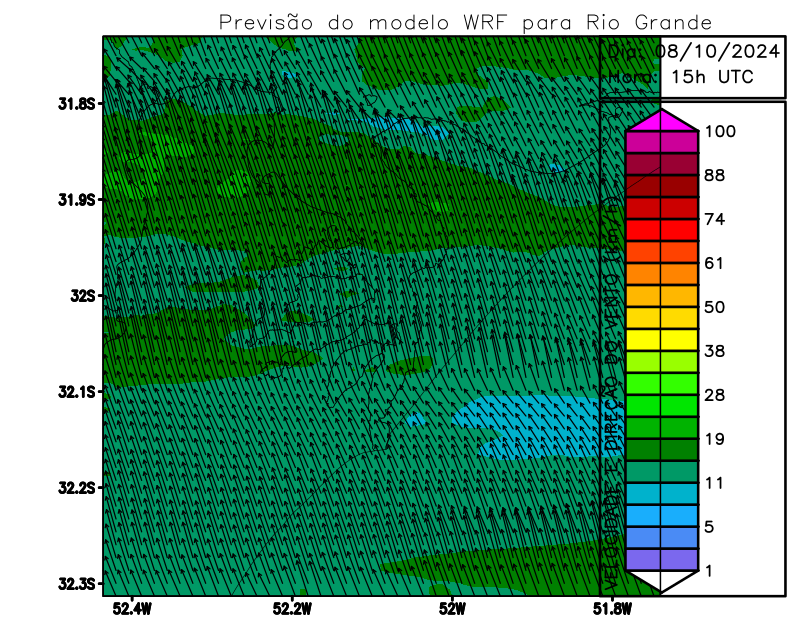 Previsão do modelo WRF para Rio Grande
Dia: 08/10/2024
Hora: 15h UTC
31.8S
31.9S
32S
32.1S
32.2S
32.3S
52.4W
52.2W
52W
51.8W
VELOCIDADE E DIREÇÃO DO VENTO (km/h)
100
88
74
61
50
38
28
19
11
5
1